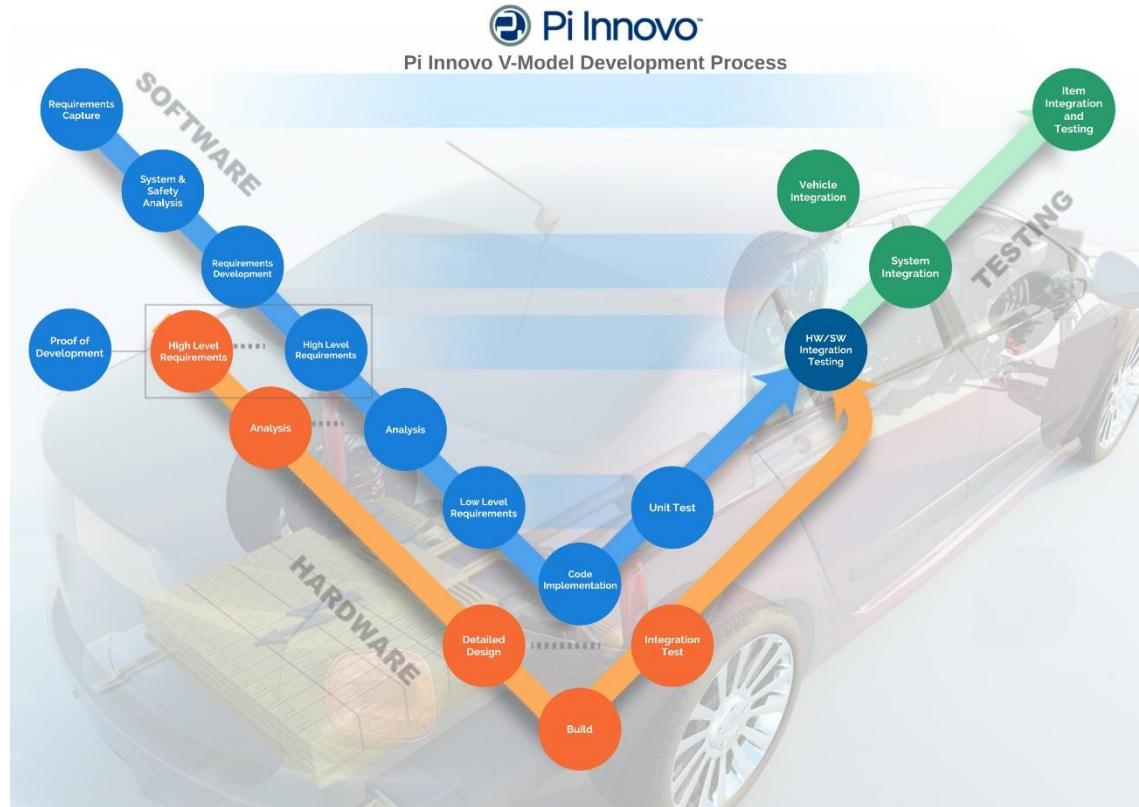 Pi Innovo™
Pi Innovo V-Model Development Process
SOFTWARE
Requirements
Capture
Item
Integration
and
Testing
System &
Safety
Analysis
Vehicle
Integration
TESTING
Requirements
Development
System
Integration
Proof of
Development
High Level
Requirements
High Level
Requirements
HW/SW
Integration
Testing
Analysis
Analysis
Low Level
Requirements
Unit Test
Code
Implementation
HARDWARE
Detailed
Design
Integration
Test
Build